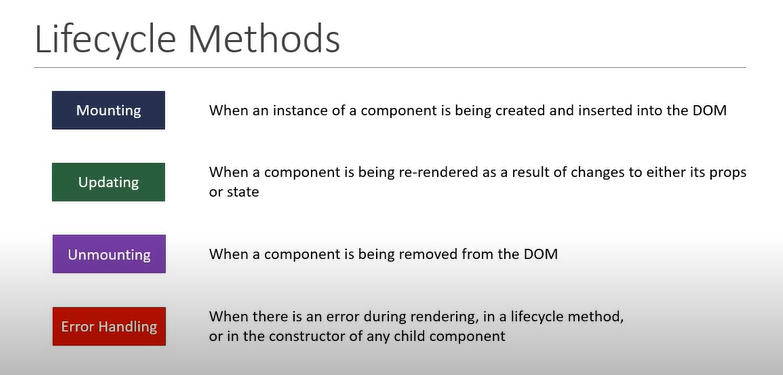 Lifecycle Methods
Mounting
When an instance of a component is being created and inserted into the DOM
Updating
When a component is being re-rendered as a result of changes to either its props
or state
Unmounting
When a component is being removed from the DOM
Error Handling
When there is an error during rendering, in a lifecycle method,
or in the constructor of any child component